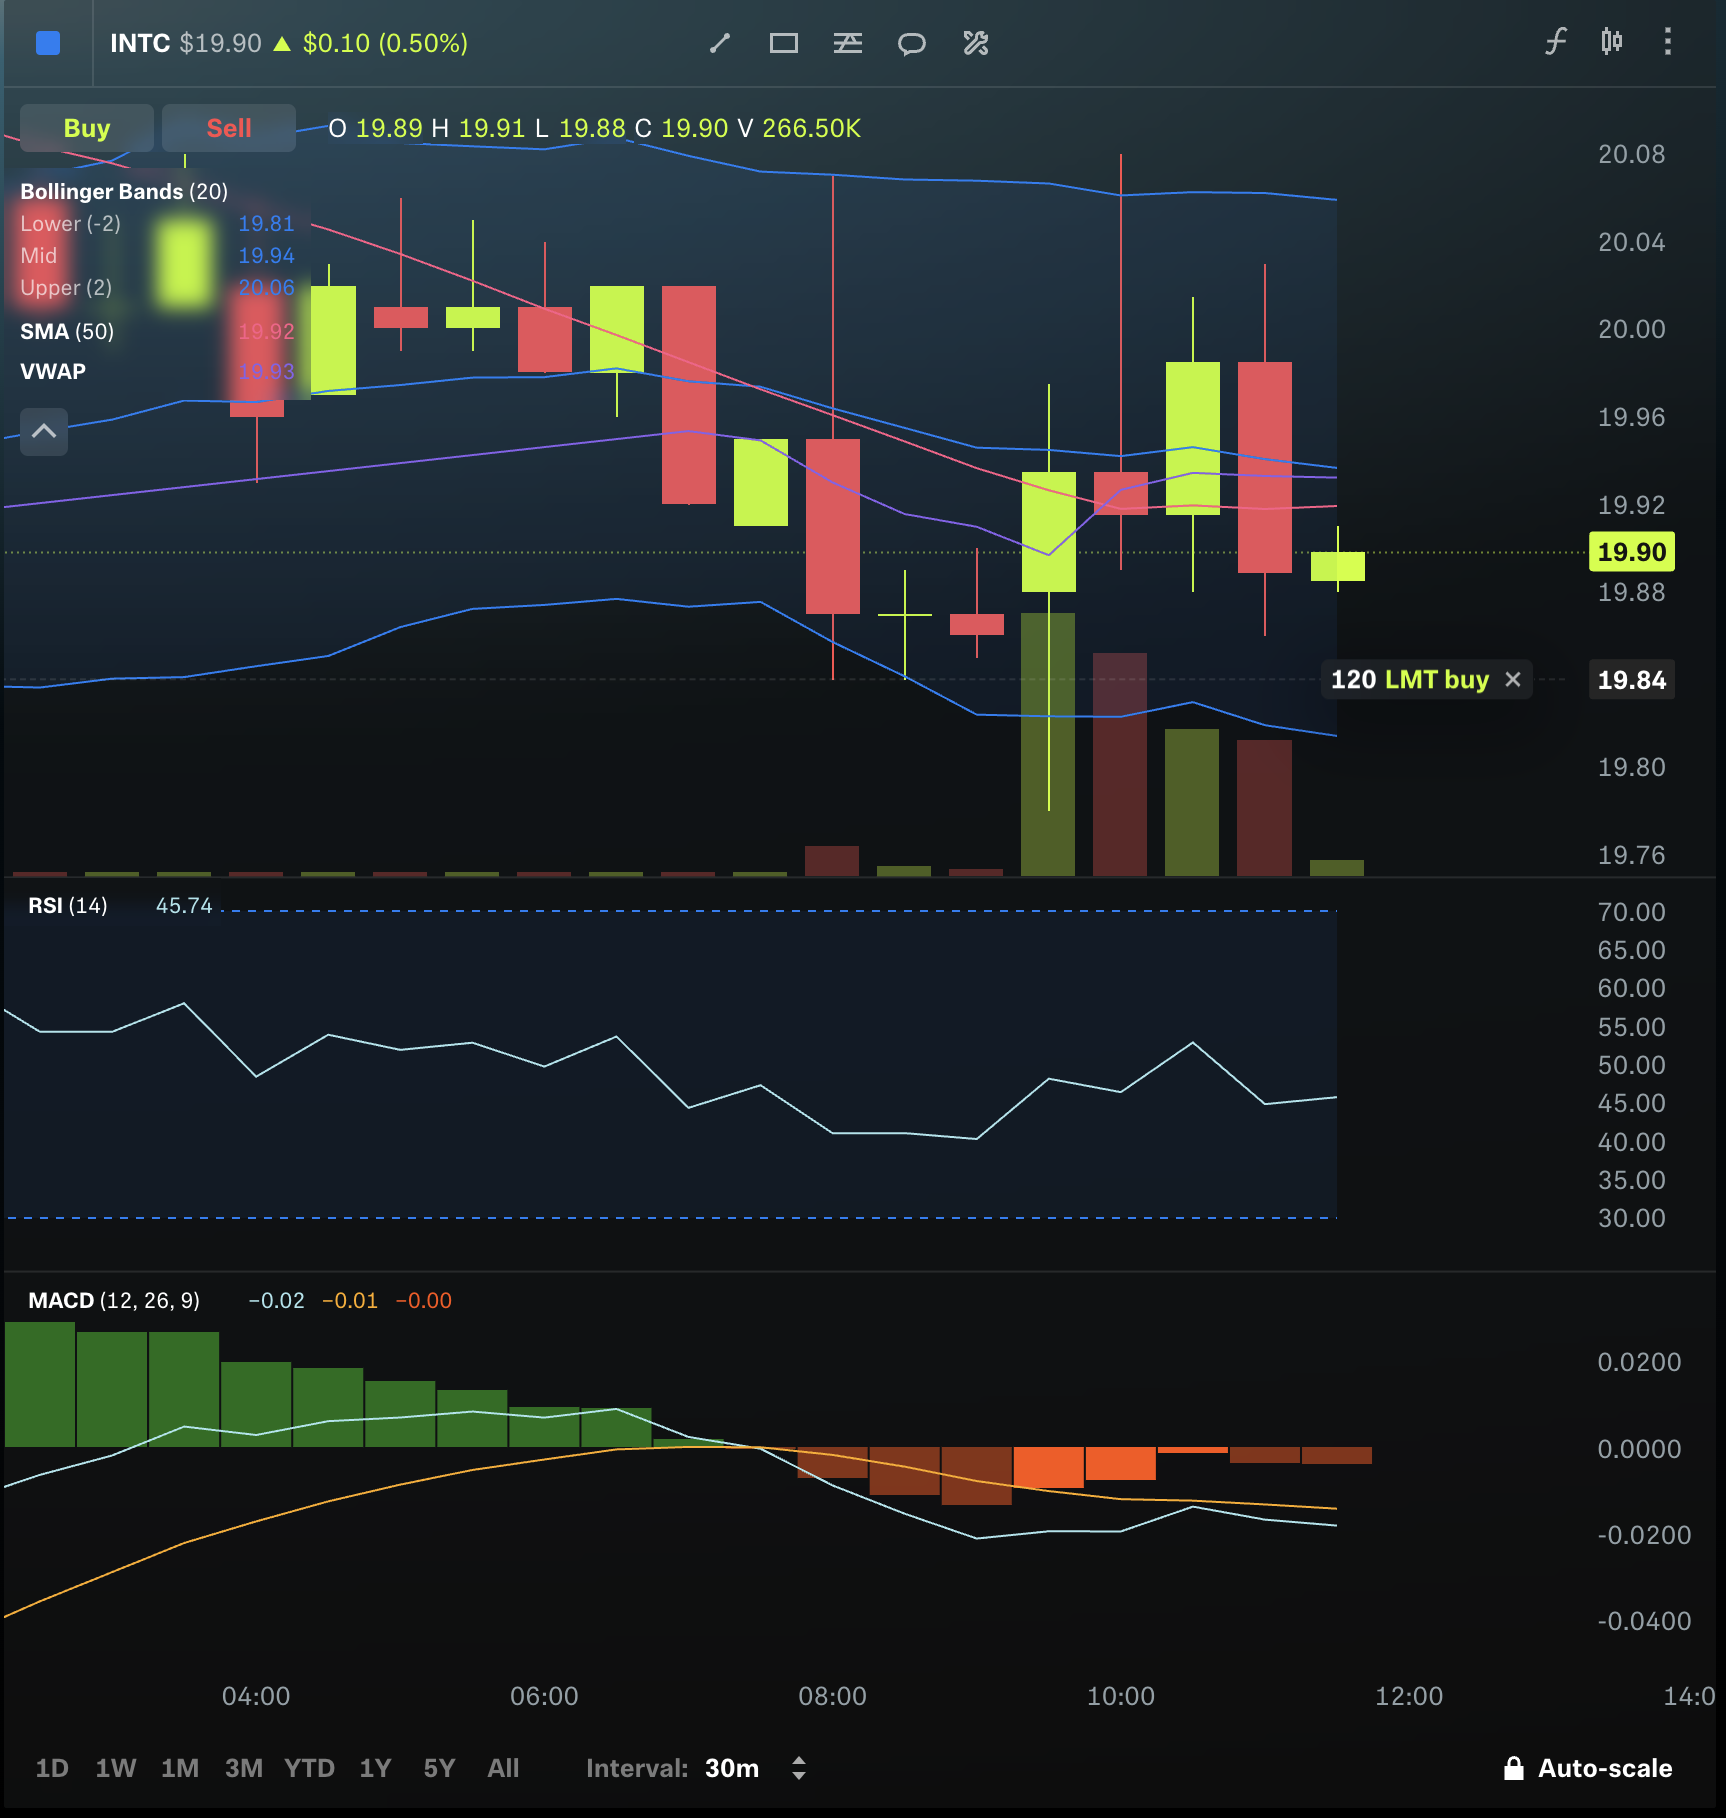 INTC $19.90 ▲ $0.10 (0.50%)
Buy Sell O 19.89 H 19.91 L 19.88 C 19.90 V 266.50K
Bollinger Bands (20)
Lower (-2) 19.81
Mid 19.94
Upper (2) 20.06
SMA (50) 19.92
VWAP 19.93
20.08
20.04
20.00
19.96
19.92
19.90
19.88
120 LMT buy × 19.84
19.80
19.76
RSI (14) 45.74
70.00
65.00
60.00
55.00
50.00
45.00
40.00
35.00
30.00
MACD (12, 26, 9) −0.02 −0.01 −0.00
0.0200
0.0000
-0.0200
-0.0400
04:00 06:00 08:00 10:00 12:00 14:0
1D 1W 1M 3M YTD 1Y 5Y All Interval: 30m Auto-scale